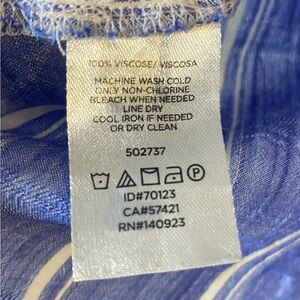 100% VISCOSE/VISCOSA
MACHINE WASH COLD
ONLY NON-CHLORINE
BLEACH WHEN NEEDED
LINE DRY
COOL IRON IF NEEDED
OR DRY CLEAN
502737
P
ID#70123
CA#57421
RN#140923